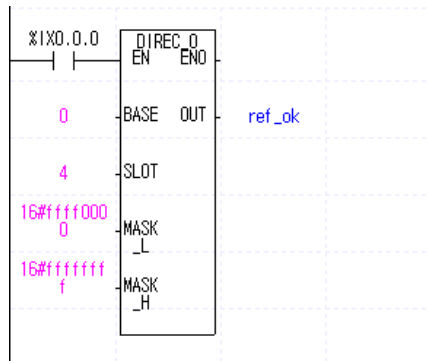 %IX0.0.0
DIREC_O
EN ENO
0 BASE OUT ref_ok
4 SLOT
16#ffff000
0
MASK
_L
16#fffffff
f
MASK
_H